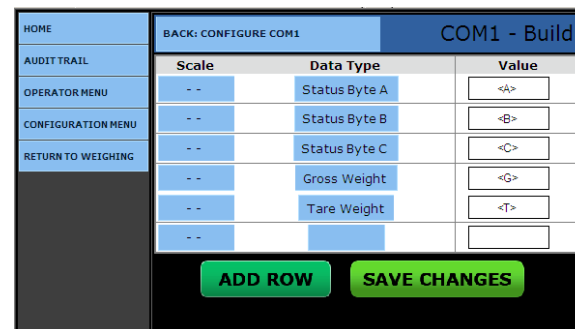 HOME
BACK: CONFIGURE COM1
COM1 - Build
AUDIT TRAIL
OPERATOR MENU
CONFIGURATION MENU
RETURN TO WEIGHING
Scale Data Type Value
- - Status Byte A <A>
- - Status Byte B <B>
- - Status Byte C <C>
- - Gross Weight <G>
- - Tare Weight <T>
- -
ADD ROW SAVE CHANGES